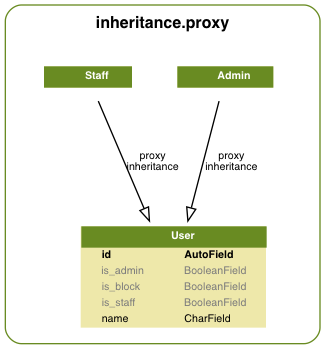 inheritance.proxy
Staff Admin
proxy proxy
inheritance inheritance
User
id AutoField
is_admin BooleanField
is_block BooleanField
is_staff BooleanField
name CharField